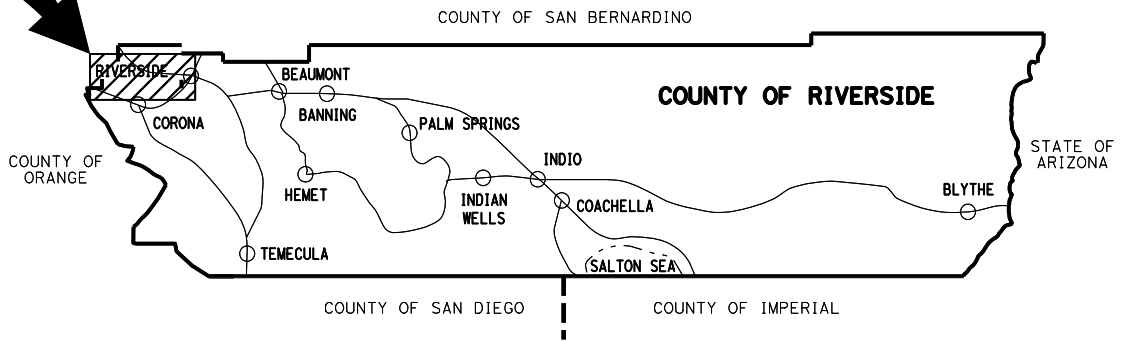 COUNTY OF SAN BERNARDINO
RIVERSIDE
BEAUMONT
BANNING
COUNTY OF RIVERSIDE
CORONA
PALM SPRINGS
COUNTY OF
ORANGE
STATE OF
ARIZONA
INDIO
HEMET
INDIAN
WELLS
COACHELLA
BLYTHE
TEMECULA
SALTON SEA
COUNTY OF SAN DIEGO
COUNTY OF IMPERIAL